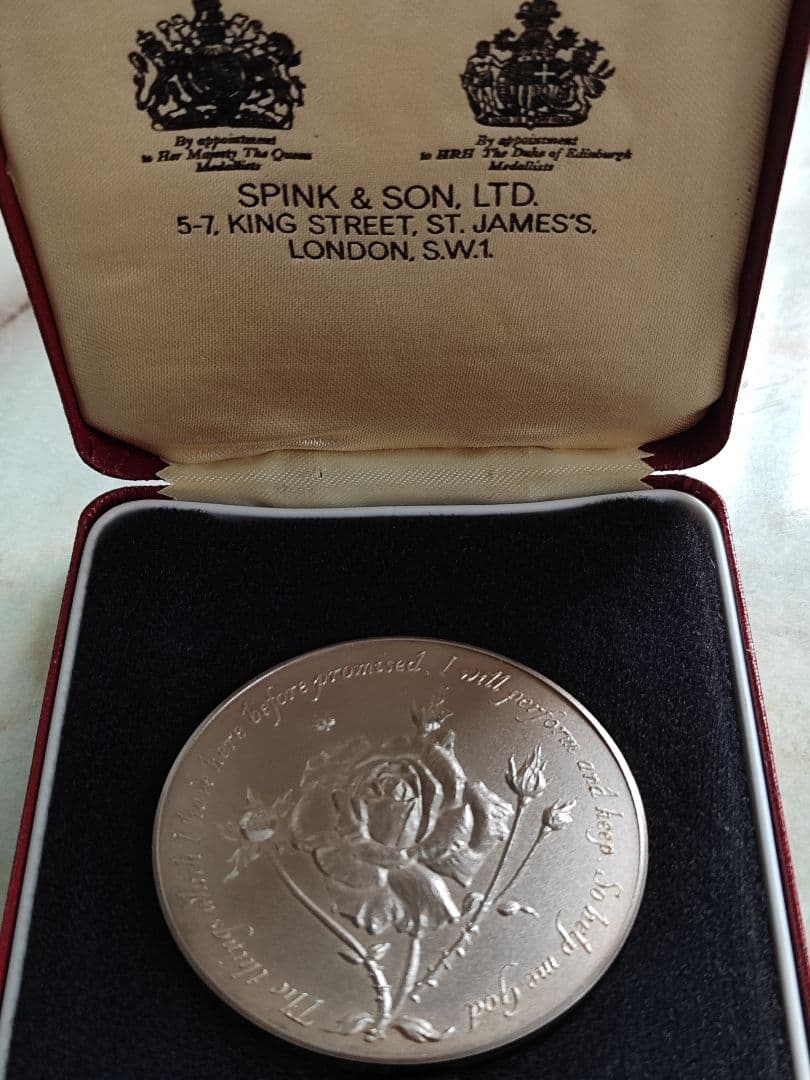 By appointment
to Her Majesty The Queen
Medallists
By appointment
to HRH The Duke of Edinburgh
Medallists
SPINK & SON, LTD.
5-7, KING STREET, ST. JAMES'S,
LONDON, S.W.1.
The things which I have here before promised, I will perform and keep. So help me God